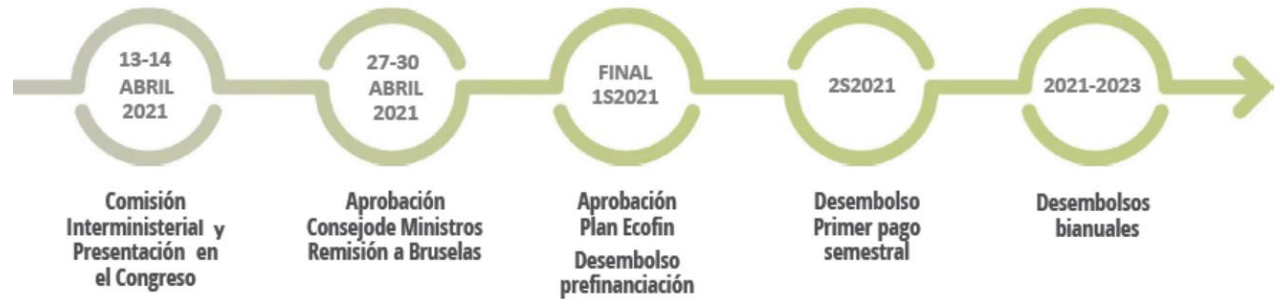 13-14
ABRIL
2021
Comisión
Interministerial y
Presentación en
el Congreso
27-30
ABRIL
2021
Aprobación
Consejode Ministros
Remisión a Bruselas
FINAL
1S2021
Aprobación
Plan Ecofin
Desembolso
prefinanciación
2S2021
Desembolso
Primer pago
semestral
2021-2023
Desembolsos
bianuales